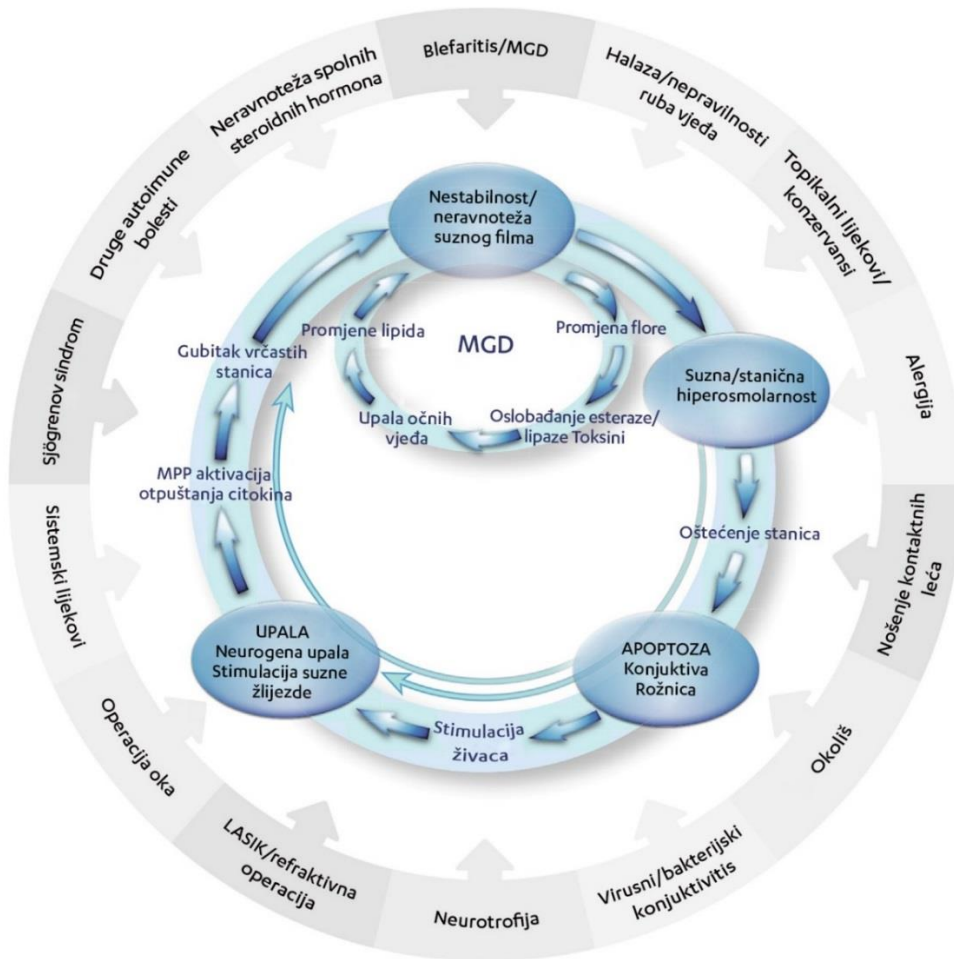 Blefaritis/MGD
Halaza/nepravilnosti
ruba vjeđa
Topikalni lijekovi/
konzervansi
Alergija
Nošenje kontaktnih
leća
Okoliš
Virusni/bakterijski
konjuktivitis
Neurotrofija
LASIK/refraktivna
operacija
Operacija oka
Sistemski lijekovi
Sjögrenov sindrom
Druge autoimune
bolesti
Neravnoteža spolnih
steroidnih hormona
Nestabilnost/
neravnoteža
suznog filma
Suzna/stanična
hiperosmolarnost
Oštećenje stanica
APOPTOZA
Konjuktiva
Rožnica
Stimulacija
živaca
UPALA
Neurogena upala
Stimulacija suzne
žlijezde
MPP aktivacija
otpuštanja citokina
Gubitak vrčastih
stanica
MGD
Promjena flore
Oslobađanje esteraze/
lipaze Toksini
Upala očnih
vjeđa
Promjene lipida